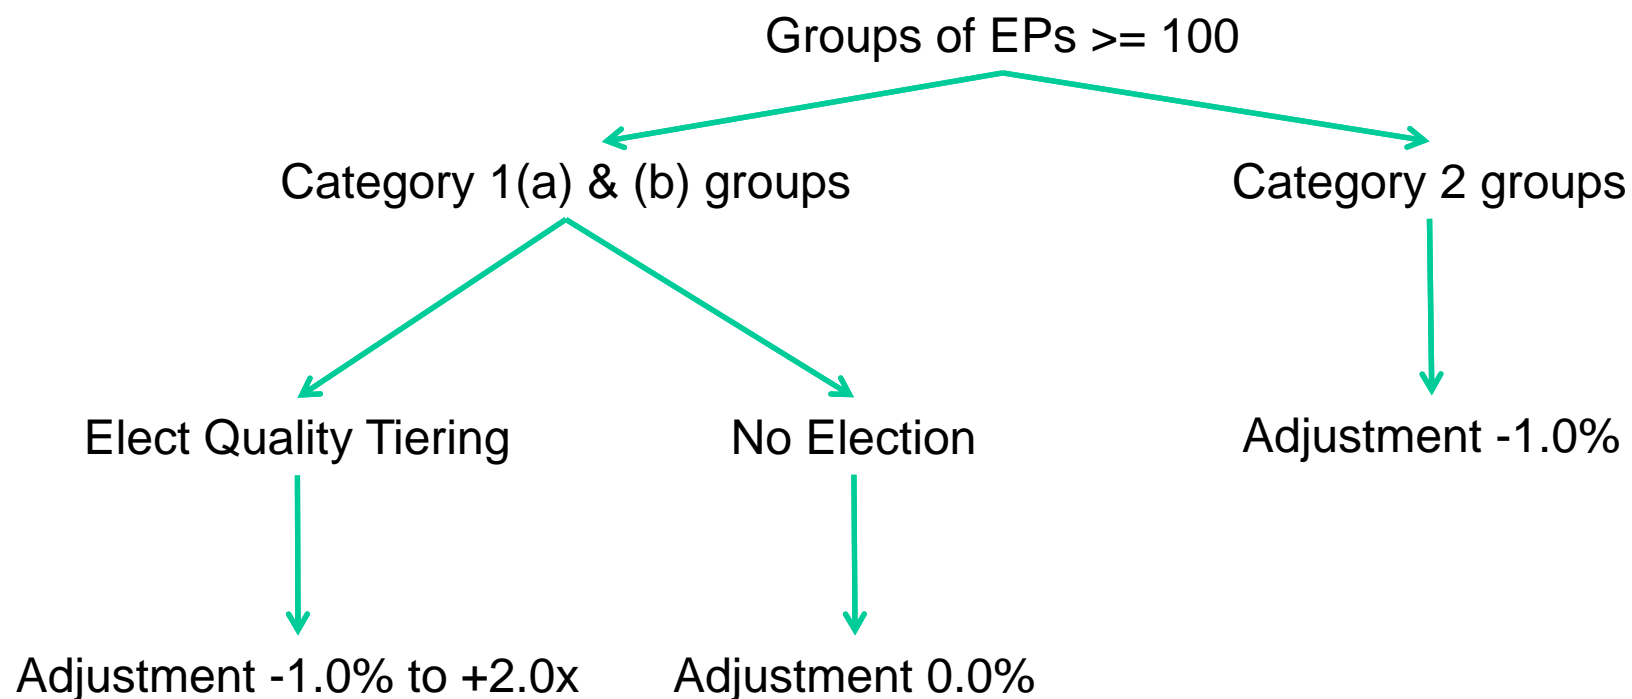 Groups of EPs >= 100
Category 1(a) & (b) groups
Category 2 groups
Elect Quality Tiering
No Election
Adjustment -1.0%
Adjustment -1.0% to +2.0x
Adjustment 0.0%